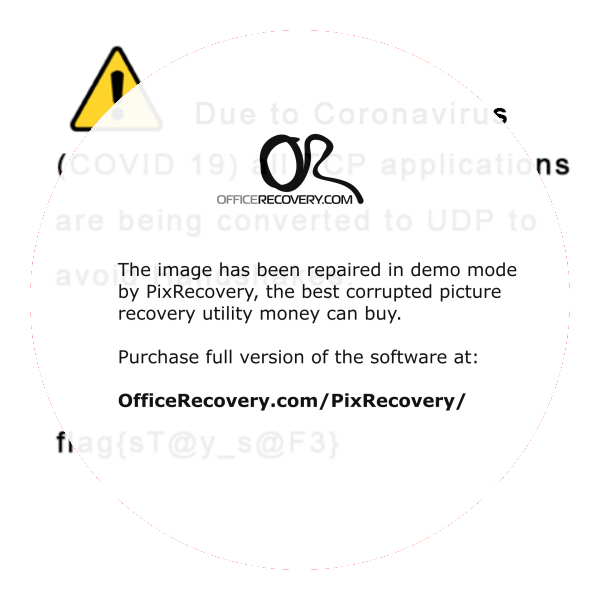 Due to Coronavirus
(COVID 19) all TCP applications
are being converted to UDP to
avoid handshakes.
OFFICERECOVERY.COM
The image has been repaired in demo mode
by PixRecovery, the best corrupted picture
recovery utility money can buy.
Purchase full version of the software at:
OfficeRecovery.com/PixRecovery/
flag{sT@y_s@F3}